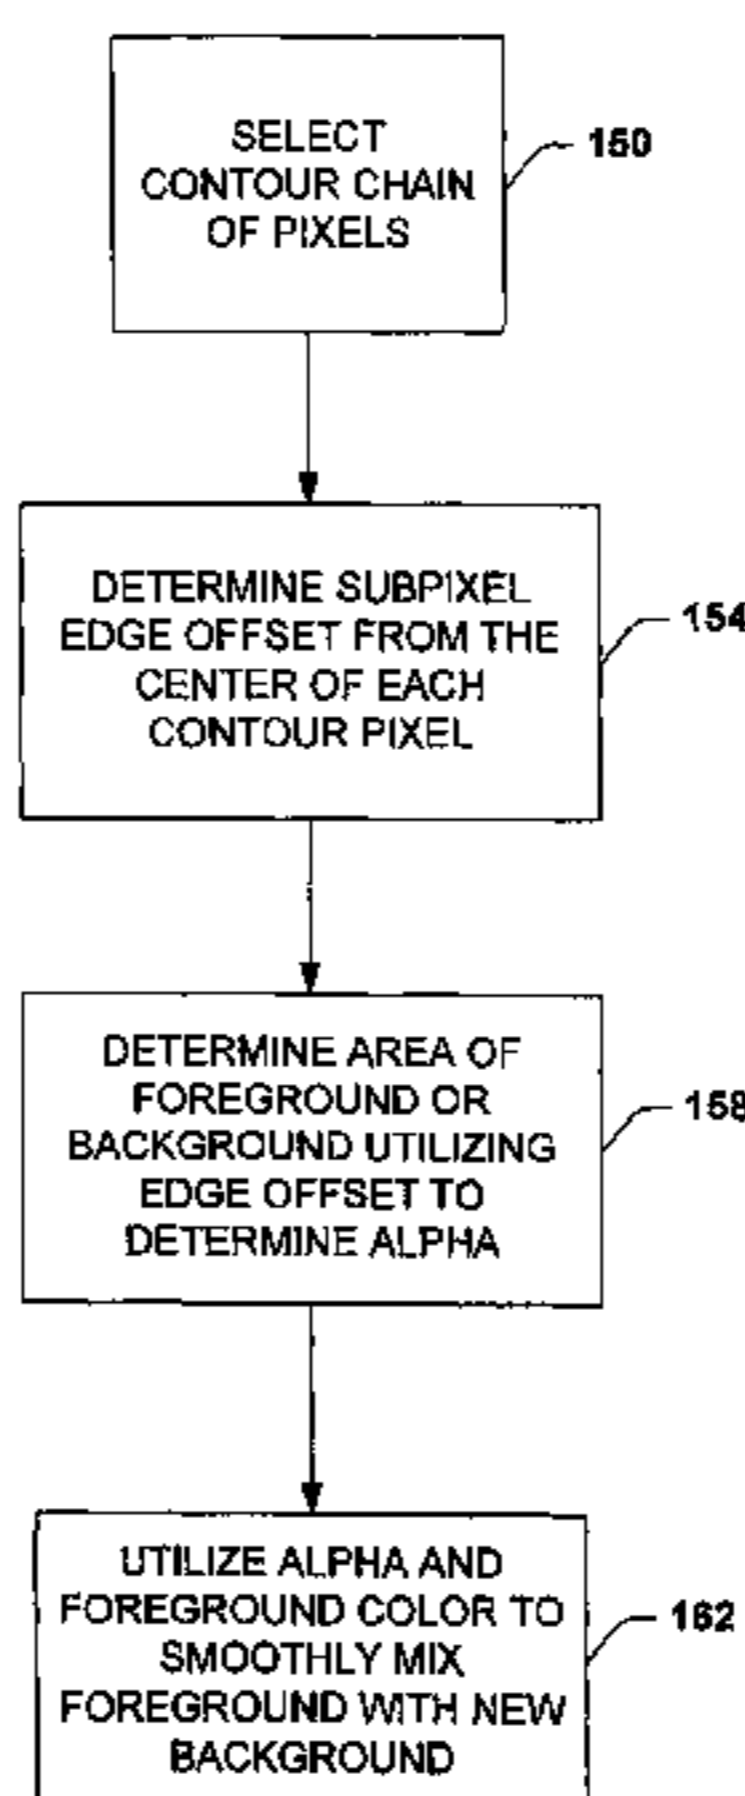 SELECT
CONTOUR CHAIN
OF PIXELS
150
DETERMINE SUBPIXEL
EDGE OFFSET FROM THE
CENTER OF EACH
CONTOUR PIXEL
154
DETERMINE AREA OF
FOREGROUND OR
BACKGROUND UTILIZING
EDGE OFFSET TO
DETERMINE ALPHA
158
UTILIZE ALPHA AND
FOREGROUND COLOR TO
SMOOTHLY MIX
FOREGROUND WITH NEW
BACKGROUND
162